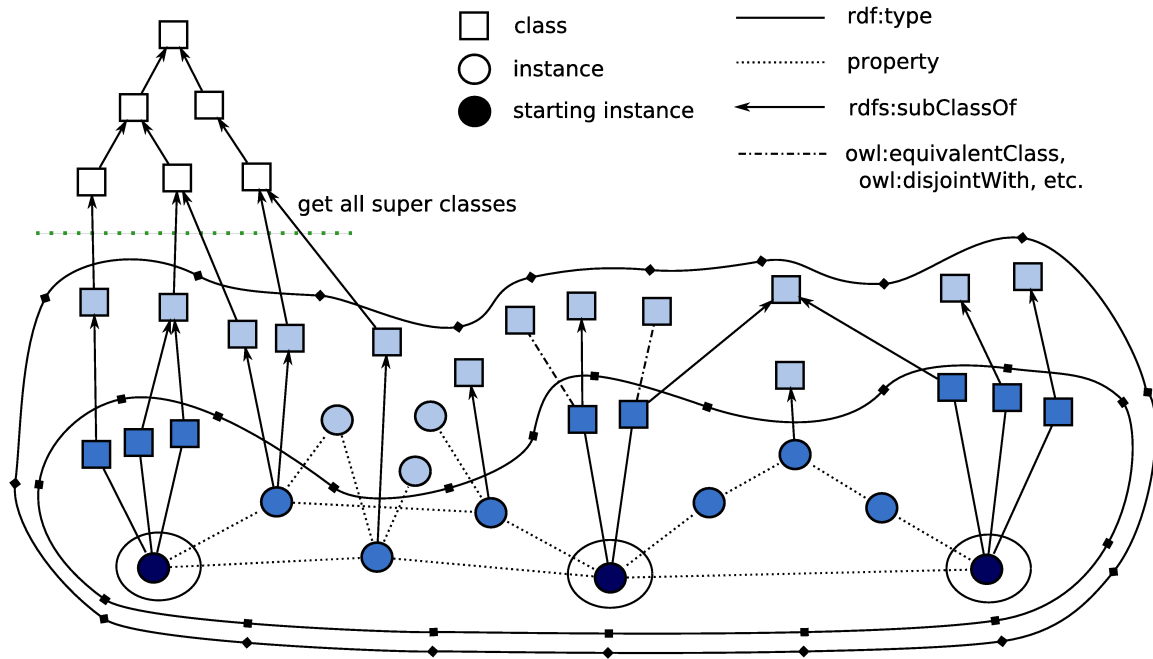 class
instance
starting instance
rdf:type
property
rdfs:subClassOf
owl:equivalentClass,
owl:disjointWith, etc.
get all super classes